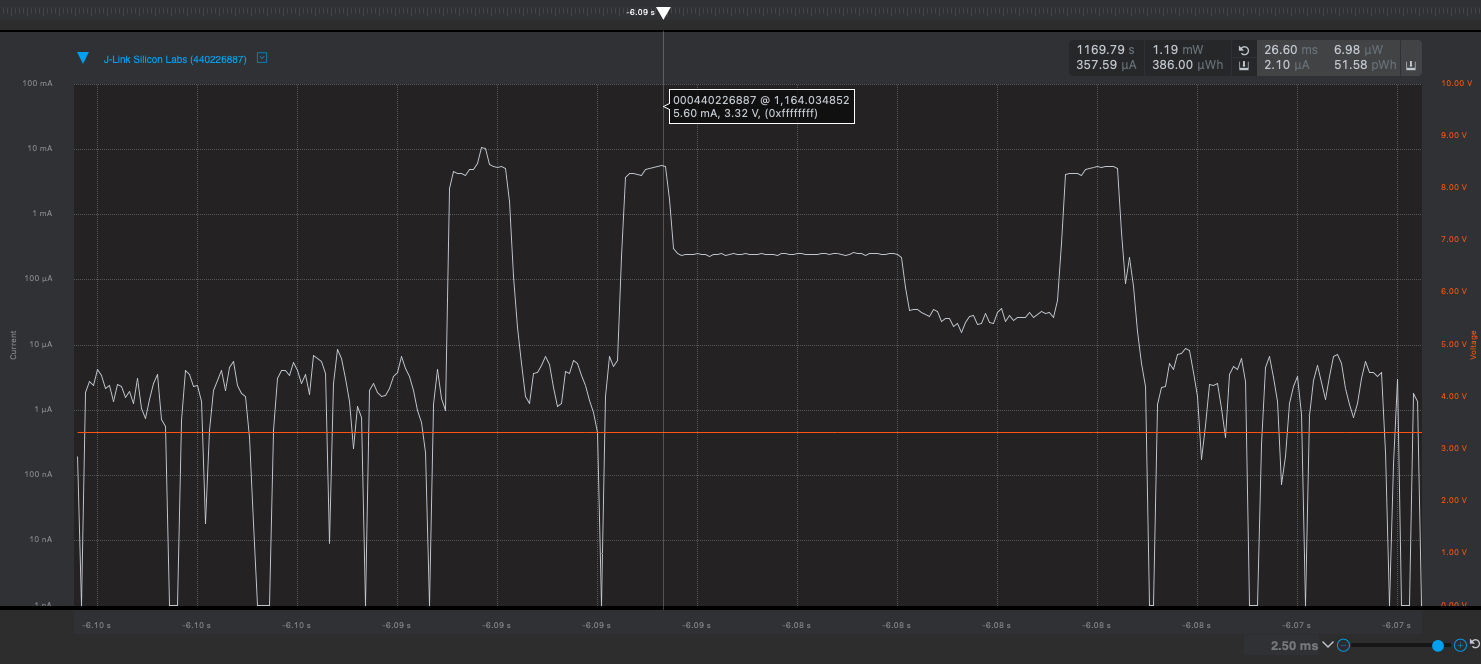 -6.09 s
J-Link Silicon Labs (440226887)
1169.79 s 1.19 mW 26.60 ms 6.98 µW
357.59 µA 386.00 µWh 2.10 µA 51.58 pWh
000440226887 @ 1,164.034852
5.60 mA, 3.32 V, (0xffffffff)
100 mA
10 mA
1 mA
100 µA
10 µA
1 µA
100 nA
10 nA
1 nA
Current
10.00 V
9.00 V
8.00 V
7.00 V
6.00 V
5.00 V
4.00 V
3.00 V
2.00 V
1.00 V
0.00 V
Voltage
-6.10 s -6.10 s -6.10 s -6.09 s -6.09 s -6.09 s -6.09 s -6.08 s -6.08 s -6.08 s -6.08 s -6.08 s -6.07 s -6.07 s
2.50 ms